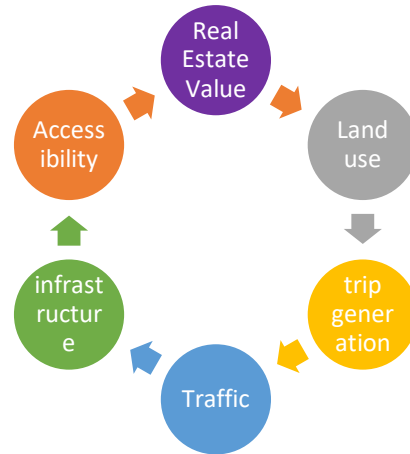 Real
Estate
Value
Land
use
trip
gener
ation
Traffic
infrast
ructur
e
Access
ibility